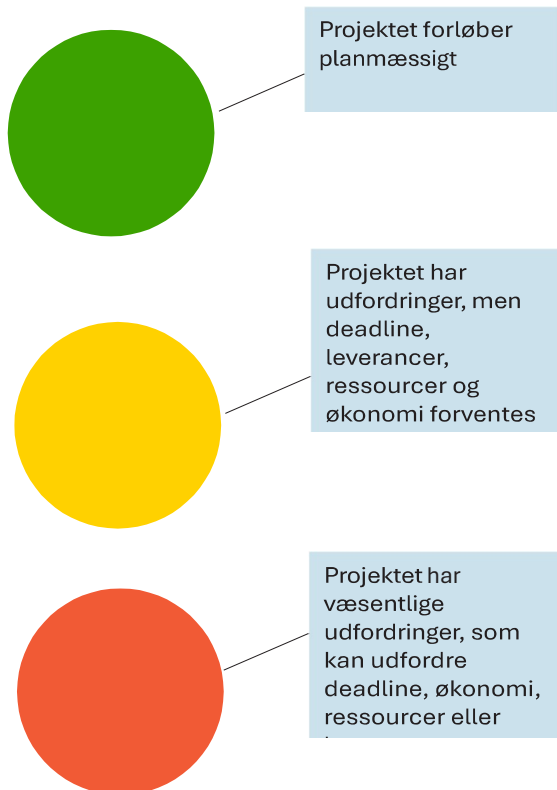 Projektet forløber
planmæssigt
Projektet har
udfordringer, men
deadline,
leverancer,
ressourcer og
økonomi forventes
Projektet har
væsentlige
udfordringer, som
kan udfordre
deadline, økonomi,
ressourcer eller